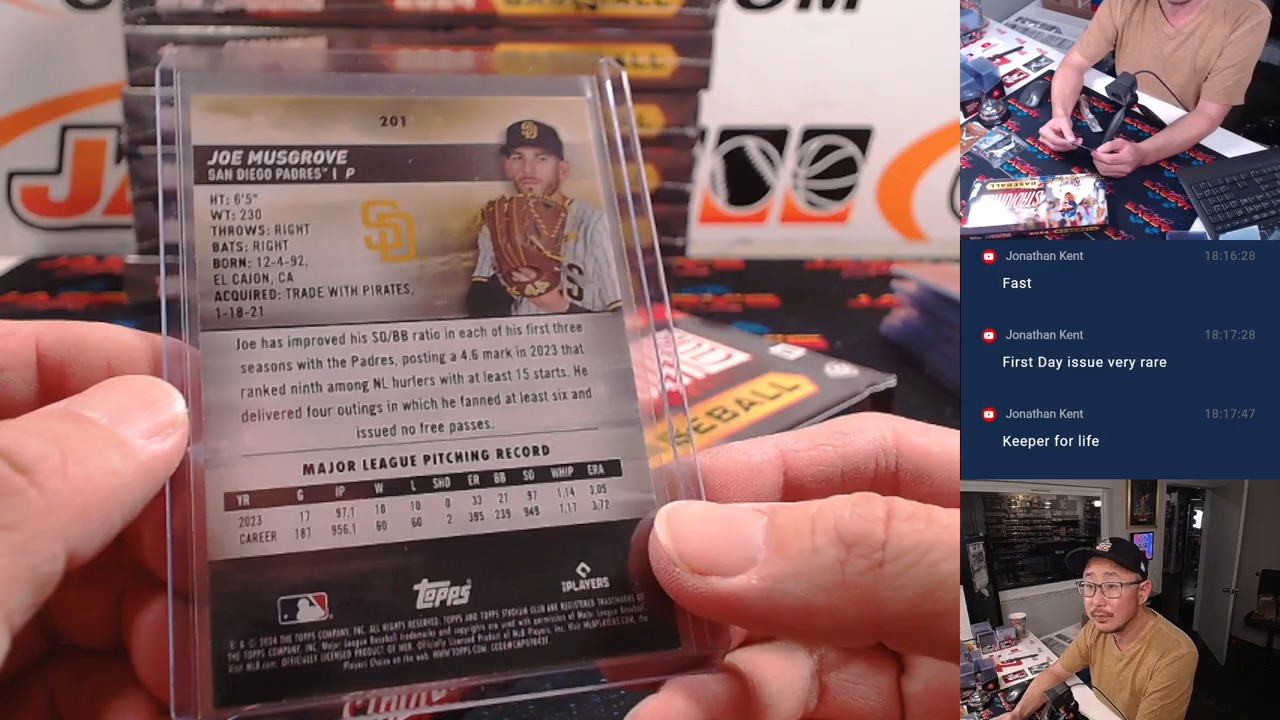 201
JOE MUSGROVE
SAN DIEGO PADRES™ | P
HT: 6'5"
WT: 230
THROWS: RIGHT
BATS: RIGHT
BORN: 12-4-92,
EL CAJON, CA
ACQUIRED: TRADE WITH PIRATES,
1-18-21
Joe has improved his SO/BB ratio in each of his first three
seasons with the Padres, posting a 4.6 mark in 2023 that
ranked ninth among NL hurlers with at least 15 starts. He
delivered four outings in which he fanned at least six and
issued no free passes.
MAJOR LEAGUE PITCHING RECORD
YR G IP W L SHO ER BB SO WHIP ERA
2023 17 97.1 10 0 33 21 97 1.14 3.05
CAREER 187 956.1 60 60 2 395 239 949 1.17 3.72
Topps
PLAYERS
BASEBALL
EBALL
Jonathan Kent 18:16:28
Fast
Jonathan Kent 18:17:28
First Day issue very rare
Jonathan Kent 18:17:47
Keeper for life